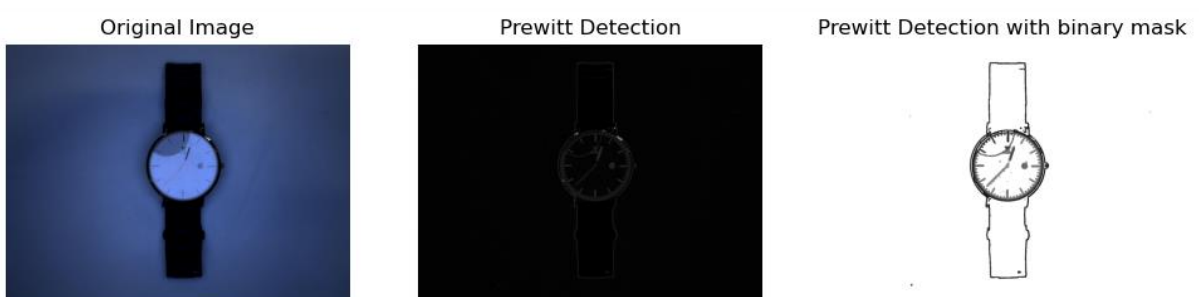 Original Image
Prewitt Detection
Prewitt Detection with binary mask